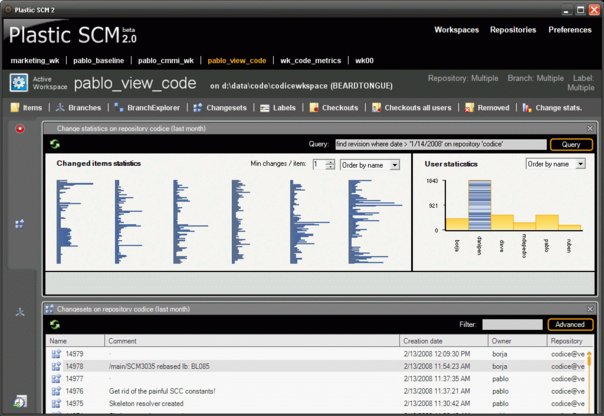 Plastic SCM 2
Plastic SCM beta 2.0
Workspaces Repositories Preferences
marketing_wk pablo_baseline pablo_cmmi_wk pablo_view_code wk_code_metrics wk00
Active Workspace pablo_view_code on d:\data\code\codicewkspace (BEARDTONGUE)
Repository: Multiple Branch: Multiple Label: Multiple
Items Branches BranchExplorer Changesets Labels Checkouts Checkouts all users Removed Change stats.
Change statistics on repository codice (last month)
Query: find revision where date > "1/14/2008" on repository 'codice' Query
Changed items statistics Min changes / item: 1 Order by name
User statistics Order by name
1843
921
0
borja danipen dave mdepedro pablo ruben
Changesets on repository codice (last month)
Filter: Advanced
Name Comment Creation date Owner Repository
14979 2/13/2008 12:09:30 PM borja codice@ve
14978 /main/SCM3035 rebased lb: BL085 2/13/2008 11:54:23 AM borja codice@ve
14977 2/13/2008 11:37:35 AM pablo codice@ve
14976 Get rid of the painful SCC constants! 2/13/2008 11:37:21 AM pablo codice@ve
14975 Skeleton resolver created 2/13/2008 11:30:42 AM pablo codice@ve